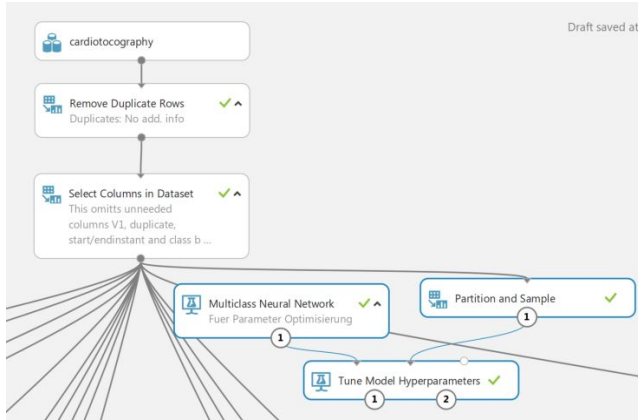 Draft saved at
cardiotocography
Remove Duplicate Rows
Duplicates: No add. info
Select Columns in Dataset
This omits unneeded
columns V1, duplicate,
start/endinstant and class b ...
Multiclass Neural Network
Fuer Parameter Optimisierung
1
Partition and Sample
1
Tune Model Hyperparameters
1
2